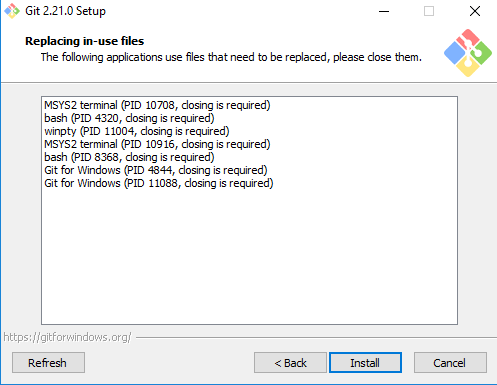 Git 2.21.0 Setup
Replacing in-use files
The following applications use files that need to be replaced, please close them.
MSYS2 terminal (PID 10708, closing is required)
bash (PID 4320, closing is required)
winpty (PID 11004, closing is required)
MSYS2 terminal (PID 10916, closing is required)
bash (PID 8368, closing is required)
Git for Windows (PID 4844, closing is required)
Git for Windows (PID 11088, closing is required)
https://gitforwindows.org/
Refresh
< Back
Install
Cancel